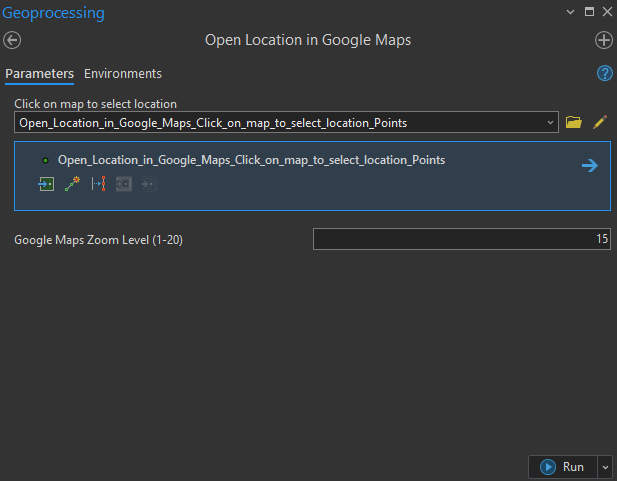 Geoprocessing
Open Location in Google Maps
Parameters Environments
Click on map to select location
Open_Location_in_Google_Maps_Click_on_map_to_select_location_Points
Open_Location_in_Google_Maps_Click_on_map_to_select_location_Points
Google Maps Zoom Level (1-20) 15
Run